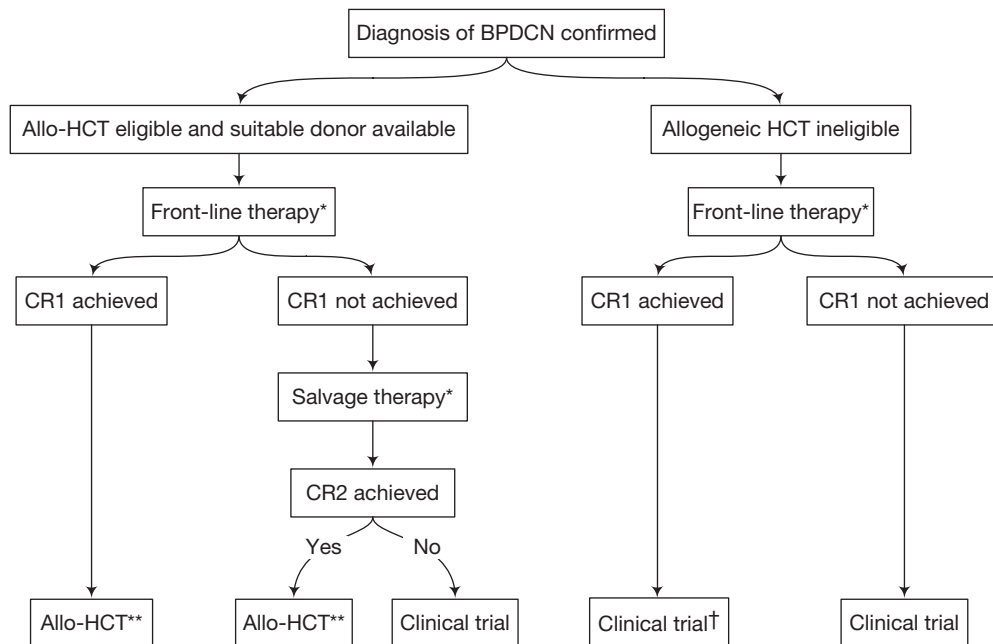 Diagnosis of BPDCN confirmed
Allo-HCT eligible and suitable donor available
Allogeneic HCT ineligible
Front-line therapy*
Front-line therapy*
CR1 achieved
CR1 not achieved
CR1 achieved
CR1 not achieved
Salvage therapy*
CR2 achieved
Yes
No
Allo-HCT**
Allo-HCT**
Clinical trial
Clinical trial†
Clinical trial